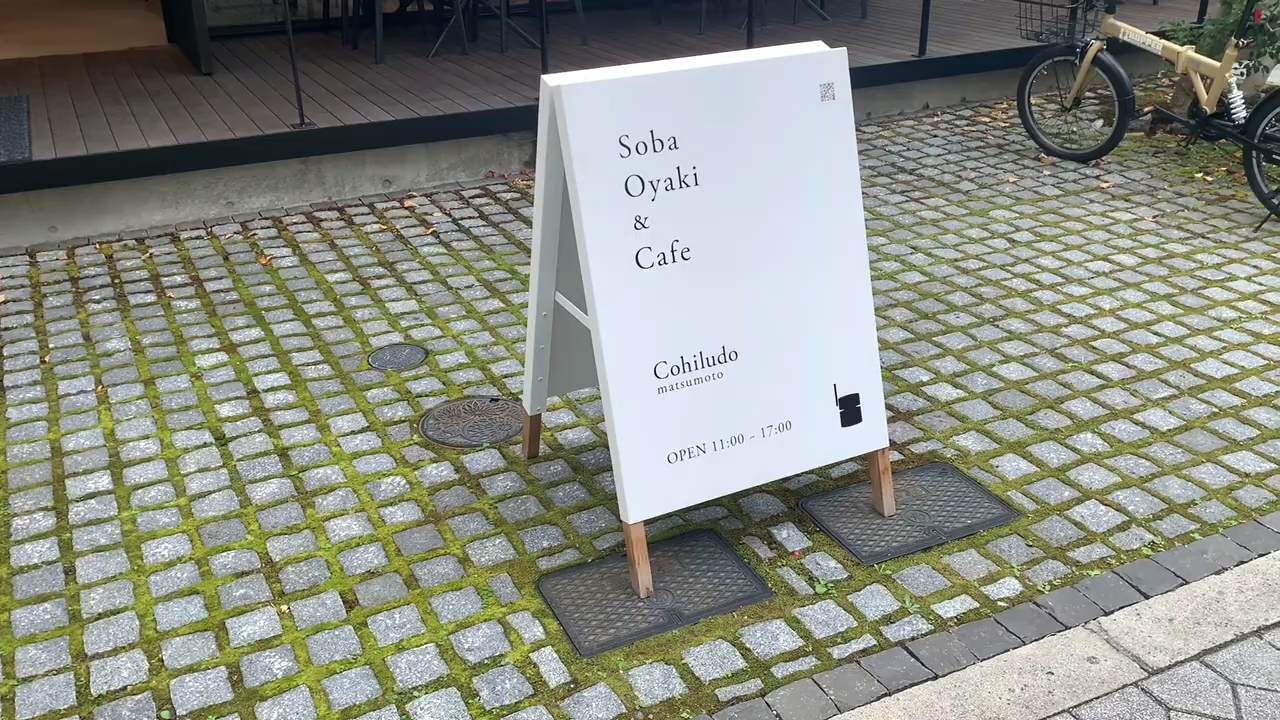 Soba
Oyaki
&
Cafe
Cohiludo
matsumoto
OPEN 11:00 - 17:00